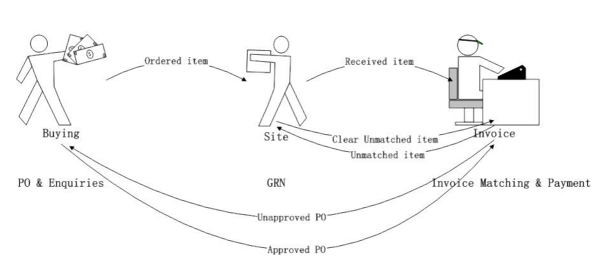 Ordered item
Received item
Buying
Site
Clear Unmatched item
Invoice
Unmatched item
PO & Enquiries
GRN
Invoice Matching & Payment
Unapproved PO
Approved PO